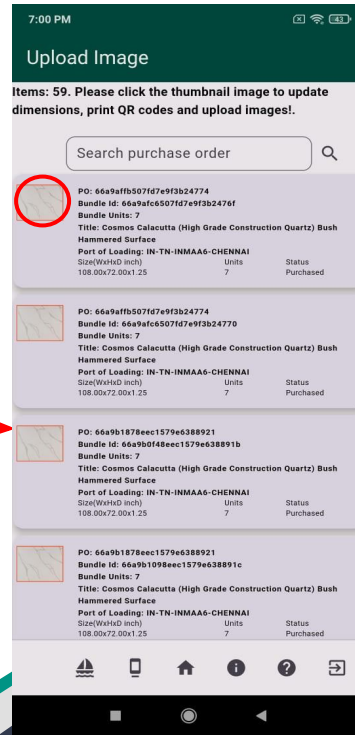 7:00 PM
43
Upload Image
Items: 59. Please click the thumbnail image to update
dimensions, print QR codes and upload images!.
Search purchase order
PO: 66a9affb507fd7e9f3b24774
Bundle Id: 66a9afc6507fd7e9f3b2476f
Bundle Units: 7
Title: Cosmos Calacutta (High Grade Construction Quartz) Bush
Hammered Surface
Port of Loading: IN-TN-INMAA6-CHENNAI
Size(WxHxD inch) Units Status
108.00x72.00x1.25 7 Purchased
PO: 66a9affb507fd7e9f3b24774
Bundle Id: 66a9afc6507fd7e9f3b24770
Bundle Units: 7
Title: Cosmos Calacutta (High Grade Construction Quartz) Bush
Hammered Surface
Port of Loading: IN-TN-INMAA6-CHENNAI
Size(WxHxD inch) Units Status
108.00x72.00x1.25 7 Purchased
PO: 66a9b1878eec1579e6388921
Bundle Id: 66a9b0f48eec1579e638891b
Bundle Units: 7
Title: Cosmos Calacutta (High Grade Construction Quartz) Bush
Hammered Surface
Port of Loading: IN-TN-INMAA6-CHENNAI
Size(WxHxD inch) Units Status
108.00x72.00x1.25 7 Purchased
PO: 66a9b1878eec1579e6388921
Bundle Id: 66a9b1098eec1579e638891c
Bundle Units: 7
Title: Cosmos Calacutta (High Grade Construction Quartz) Bush
Hammered Surface
Port of Loading: IN-TN-INMAA6-CHENNAI
Size(WxHxD inch) Units Status
108.00x72.00x1.25 7 Purchased